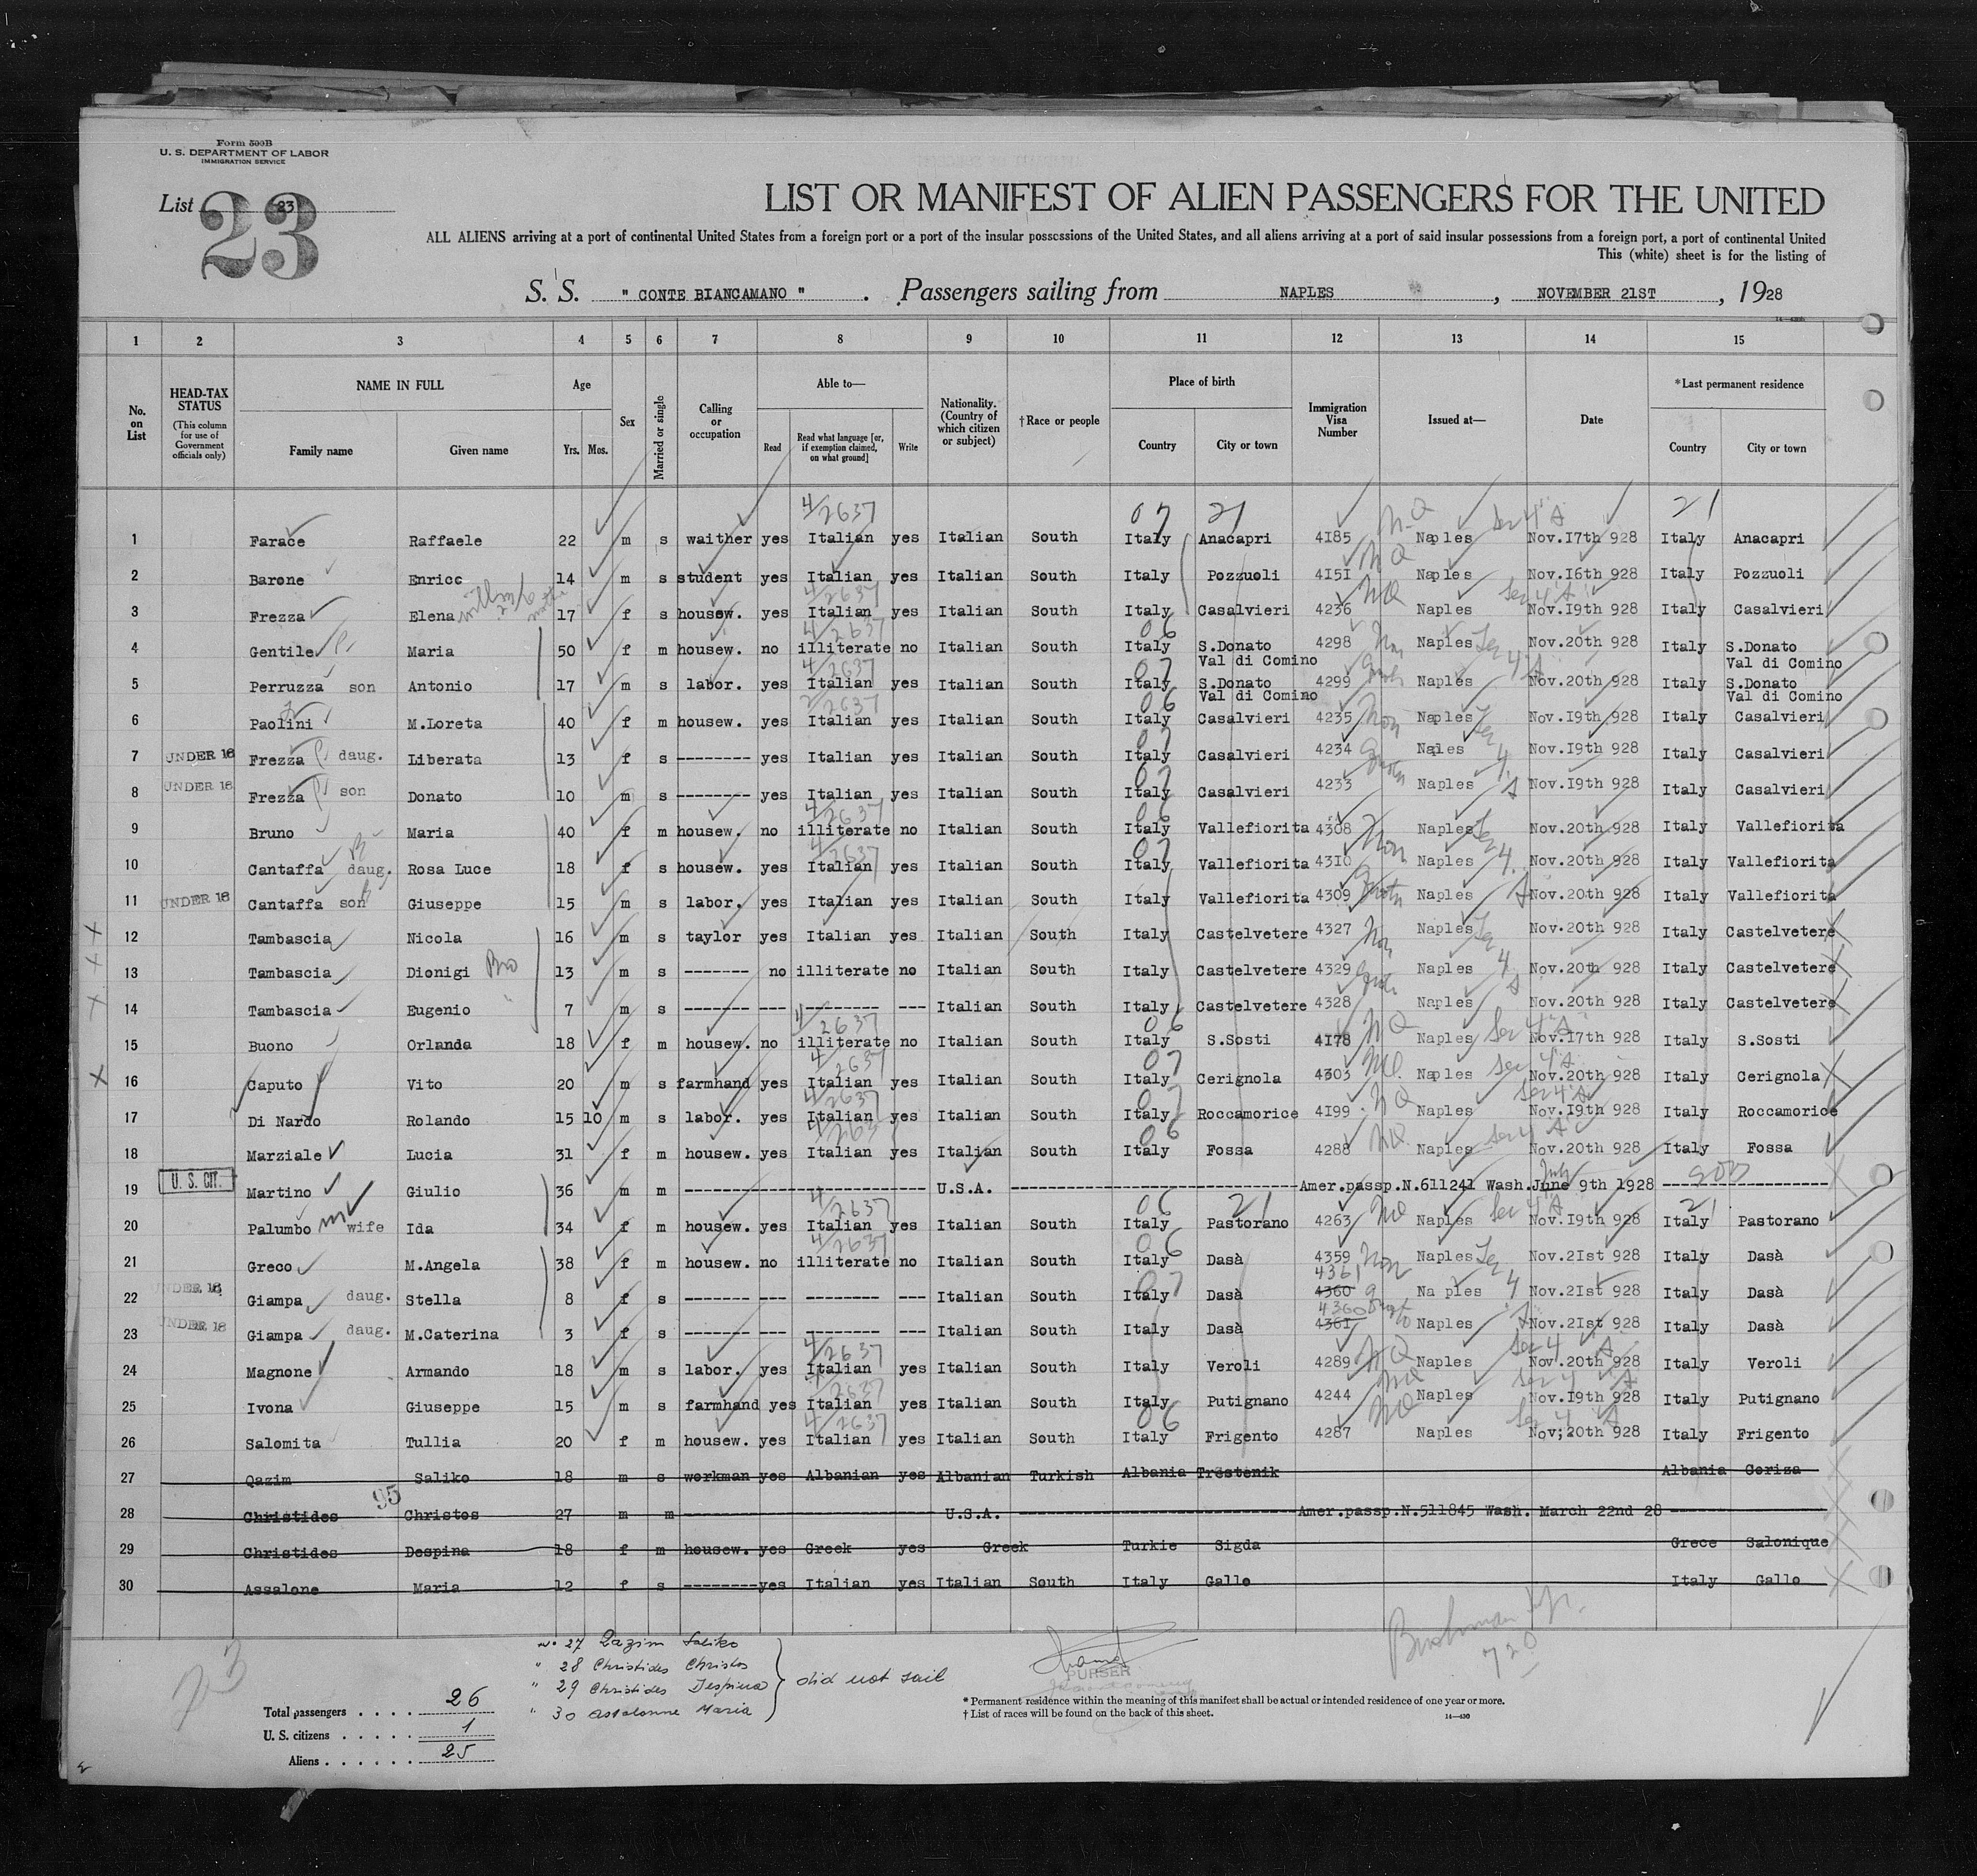 Form 500B
U. S. DEPARTMENT OF LABOR
IMMIGRATION SERVICE
List 23
23
LIST OR MANIFEST OF ALIEN PASSENGERS FOR THE UNITED
ALL ALIENS arriving at a port of continental United States from a foreign port or a port of the insular possessions of the United States, and all aliens arriving at a port of said insular possessions from a foreign port, a port of continental United
This (white) sheet is for the listing of
S. S. " CONTE BIANCAMANO " . Passengers sailing from NAPLES , NOVEMBER 21ST , 1928
1 2 3 4 5 6 7 8 9 10 11 12 13 14 15
No. on List
HEAD-TAX STATUS (This column for use of Government officials only)
NAME IN FULL Family name Given name
Age Yrs. Mos.
Sex
Married or single
Calling or occupation
Able to— Read Read what language [or, if exemption claimed, on what ground] Write
Nationality. (Country of which citizen or subject)
†Race or people
Place of birth Country City or town
Immigration Visa Number
Issued at—
Date
*Last permanent residence Country City or town
4/2637 07 21 21
1 Farace Raffaele 22 m s waither yes Italian yes Italian South Italy Anacapri 4185 N-Q Naples Nov.17th 928 Italy Anacapri
2 Barone Enrico 14 m s student yes Italian yes Italian South Italy Pozzuoli 4151 NQ Naples Nov.16th 928 Italy Pozzuoli
3 Frezza Elena 17 f s housew. yes Italian yes Italian South Italy Casalvieri 4236 NQ Naples Nov.19th 928 Italy Casalvieri
4 Gentile Maria 50 f m housew. no illiterate no Italian South Italy S.Donato Val di Comino 4298 Naples Nov.20th 928 Italy S.Donato Val di Comino
5 Perruzza son Antonio 17 m s labor. yes Italian yes Italian South Italy S.Donato Val di Comino 4299 Naples Nov.20th 928 Italy S.Donato Val di Comino
6 Paolini M.Loreta 40 f m housew. yes Italian yes Italian South Italy Casalvieri 4235 Non Naples Nov.19th 928 Italy Casalvieri
7 UNDER 16 Frezza daug. Liberata 13 f s -------- yes Italian yes Italian South Italy Casalvieri 4234 Naples Nov.19th 928 Italy Casalvieri
8 UNDER 16 Frezza son Donato 10 m s -------- yes Italian yes Italian South Italy Casalvieri 4233 Naples Nov.19th 928 Italy Casalvieri
9 Bruno Maria 40 f m housew. no illiterate no Italian South Italy Vallefiorita 4308 Non Naples Nov.20th 928 Italy Vallefiorita
10 Cantaffa daug. Rosa Luce 18 f s housew. yes Italian yes Italian South Italy Vallefiorita 4310 Naples Nov.20th 928 Italy Vallefiorita
11 UNDER 16 Cantaffa son Giuseppe 15 m s labor. yes Italian yes Italian South Italy Vallefiorita 4309 Quota Naples Nov.20th 928 Italy Vallefiorita
12 Tambascia Nicola 16 m s taylor yes Italian yes Italian South Italy Castelvetere 4327 Non Naples Nov.20th 928 Italy Castelvetere
13 Tambascia Dionigi Bro 13 m s ------- no illiterate no Italian South Italy Castelvetere 4329 Naples Nov.20th 928 Italy Castelvetere
14 Tambascia Eugenio " 7 m s ------- --- -------- --- Italian South Italy Castelvetere 4328 Naples Nov.20th 928 Italy Castelvetere
15 Buono Orlanda 18 f m housew. no illiterate no Italian South Italy S.Sosti 4178 NQ Naples Nov.17th 928 Italy S.Sosti
16 Caputo Vito 20 m s farmhand yes Italian yes Italian South Italy Cerignola 4303 Naples Nov.20th 928 Italy Cerignola
17 Di Nardo Rolando 15 10 m s labor. yes Italian yes Italian South Italy Roccamorice 4199 NQ Naples Nov.19th 928 Italy Roccamorice
18 Marziale Lucia 31 f m housew. yes Italian yes Italian South Italy Fossa 4288 NQ Naples Nov.20th 928 Italy Fossa
19 U. S. CIT. Martino Giulio 36 m m -------- U.S.A. -------- Amer.passp.N.611241 Wash.June 9th 1928 --------
20 Palumbo wife Ida 34 f m housew. yes Italian yes Italian South Italy Pastorano 4263 NQ Naples Nov.19th 928 Italy Pastorano
21 Greco M.Angela 38 f m housew. no illiterate no Italian South Italy Dasà 4359 Non Naples Nov.21st 928 Italy Dasà
22 UNDER 16 Giampa daug. Stella 8 f s ------- --- -------- --- Italian South Italy Dasà 4361 4360 Na ples Nov.21st 928 Italy Dasà
23 UNDER 16 Giampa daug. M.Caterina 3 f s ------- --- -------- --- Italian South Italy Dasà 4360 4361 Naples Nov.21st 928 Italy Dasà
24 Magnone Armando 18 m s labor. yes Italian yes Italian South Italy Veroli 4289 NQ Naples Nov.20th 928 Italy Veroli
25 Ivona Giuseppe 15 m s farmhand yes Italian yes Italian South Italy Putignano 4244 NQ Naples Nov.19th 928 Italy Putignano
26 Salomita Tullia 20 f m housew. yes Italian yes Italian South Italy Frigento 4287 NQ Naples Nov;20th 928 Italy Frigento
27 Qazim Saliko 18 m s workman yes Albanian yes Albanian Turkish Albania Trestenik Albania Goriza
95
28 Christides Christos 27 m m -------- U.S.A. -------- Amer.passp.N.511845 Wash. March 22nd 28 --------
29 Christides Despina 18 f m housew. yes Greek yes Greek Turkie Sigda Grece Salonique
30 Assalone Maria 12 f s -------- yes Italian yes Italian South Italy Gallo Italy Gallo
23
No 27 Qazim Saliko
" 28 Christides Christos
" 29 Christides Despina
" 30 Assalonne Maria
did not sail
PURSER
720
Total passengers . . . . 26
U. S. citizens . . . . . 1
Aliens . . . . . . 25
* Permanent residence within the meaning of this manifest shall be actual or intended residence of one year or more.
† List of races will be found on the back of this sheet.
14—430